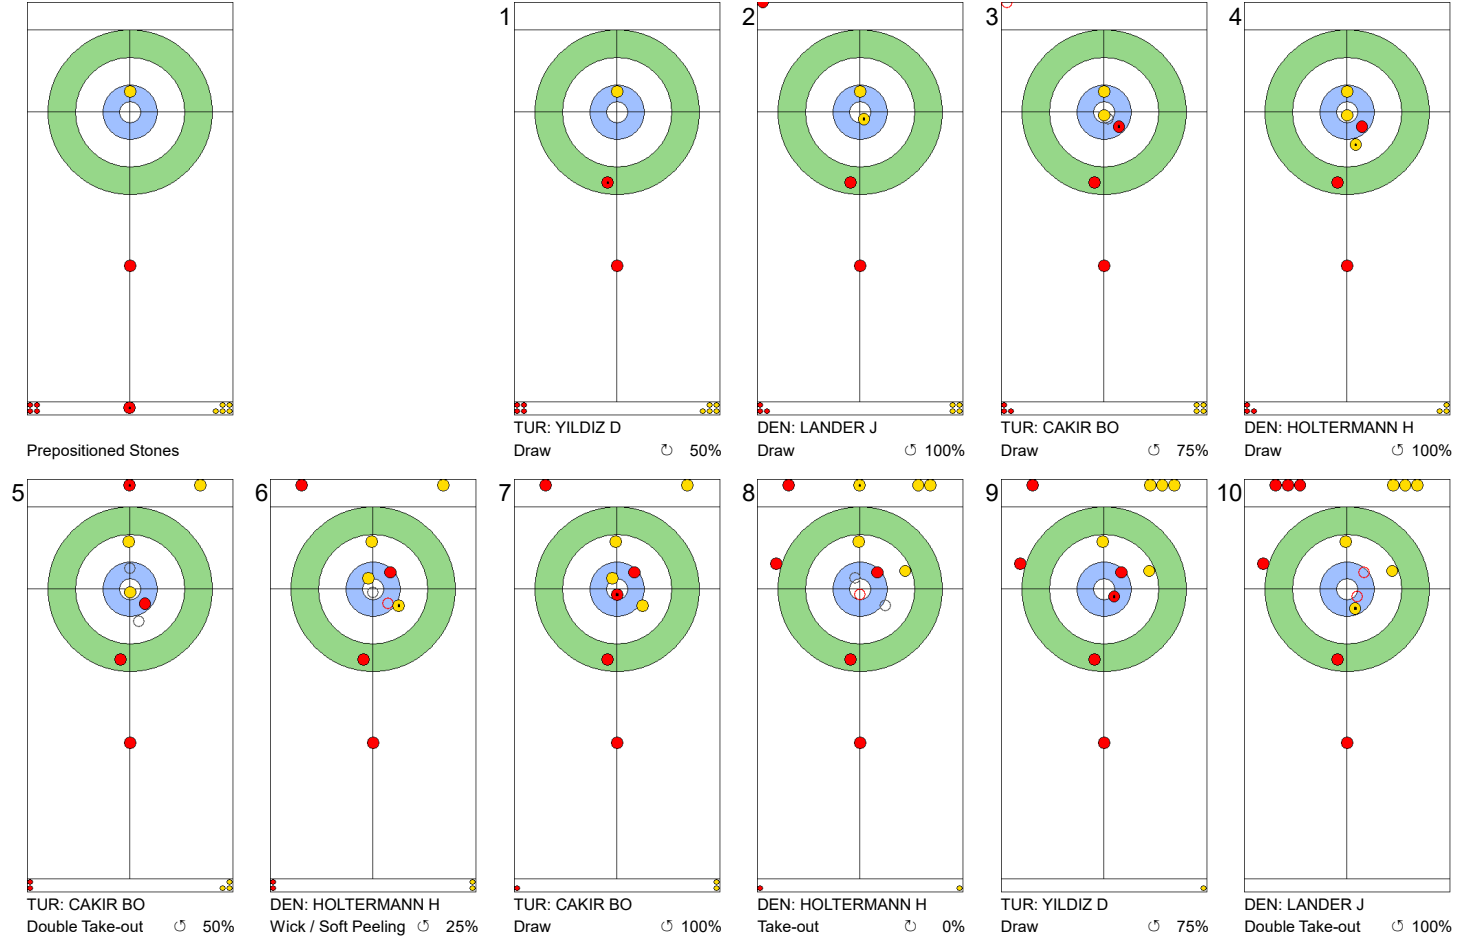 Prepositioned Stones
1
TUR: YILDIZ D
Draw 50%
2
DEN: LANDER J
Draw 100%
3
TUR: CAKIR BO
Draw 75%
4
DEN: HOLTERMANN H
Draw 100%
5
TUR: CAKIR BO
Double Take-out 50%
6
DEN: HOLTERMANN H
Wick / Soft Peeling 25%
7
TUR: CAKIR BO
Draw 100%
8
DEN: HOLTERMANN H
Take-out 0%
9
TUR: YILDIZ D
Draw 75%
10
DEN: LANDER J
Double Take-out 100%